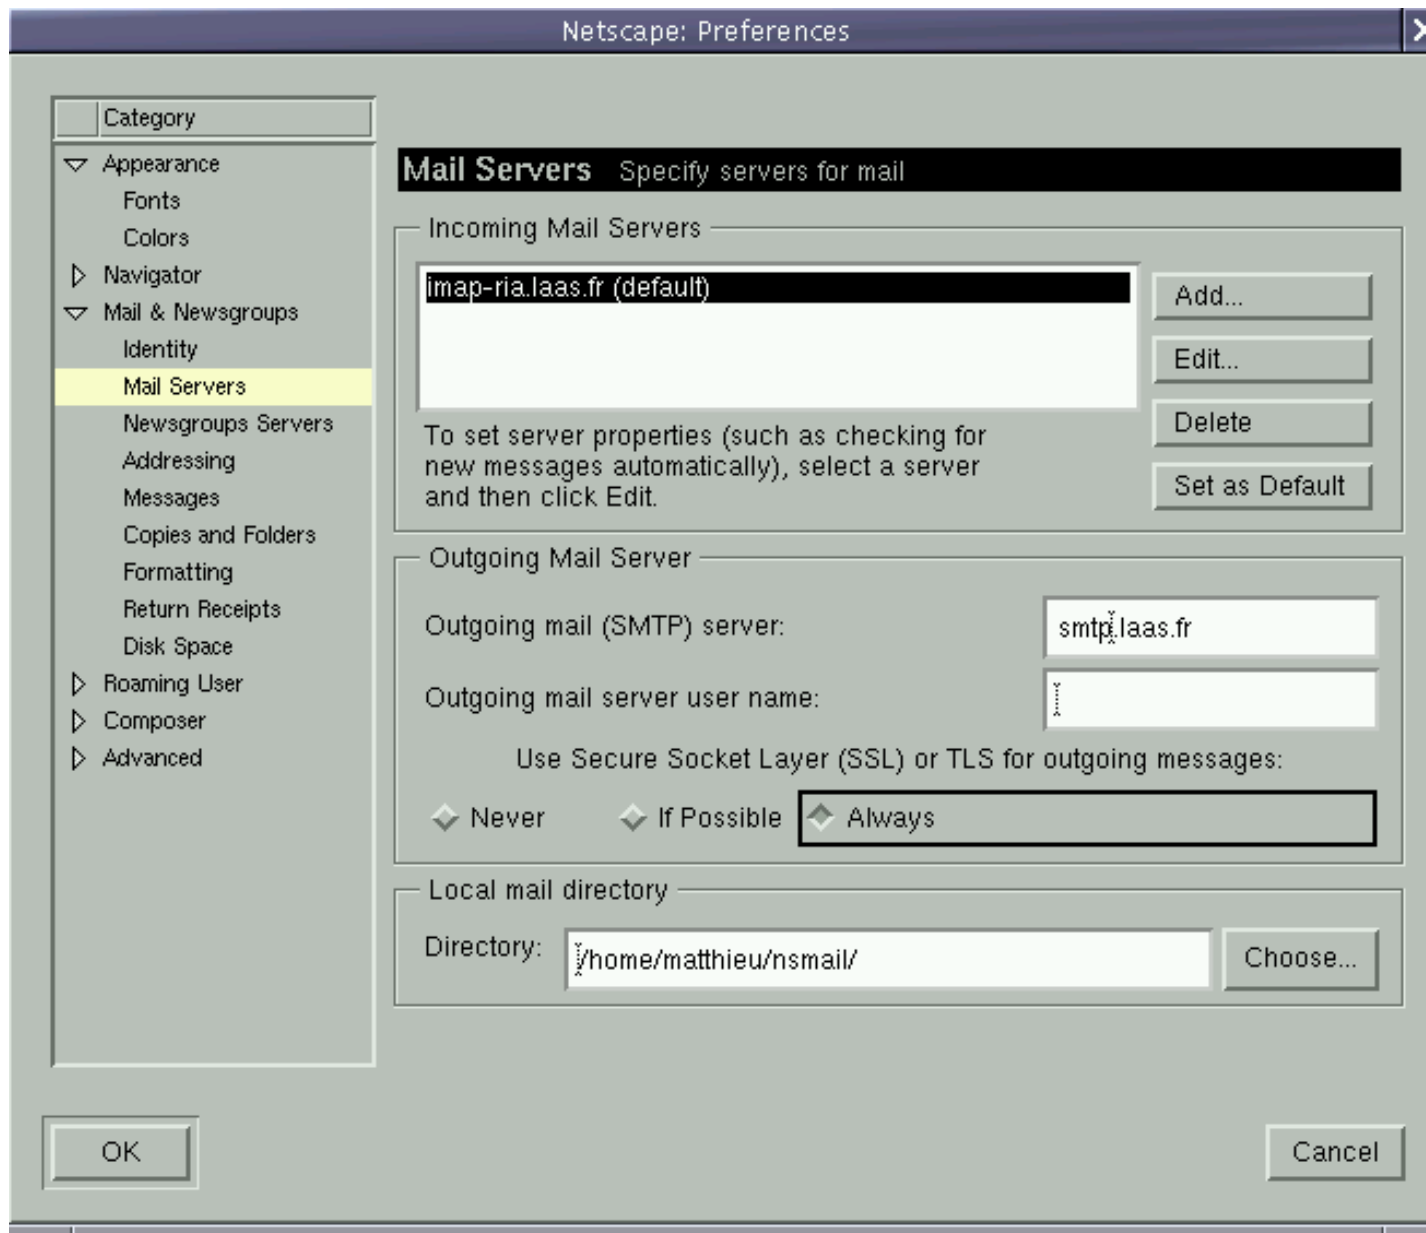 Netscape: Preferences
Category
Appearance
Fonts
Colors
Navigator
Mail & Newsgroups
Identity
Mail Servers
Newsgroups Servers
Addressing
Messages
Copies and Folders
Formatting
Return Receipts
Disk Space
Roaming User
Composer
Advanced
Mail Servers Specify servers for mail
Incoming Mail Servers
imap-ria.laas.fr (default)
Add...
Edit...
Delete
Set as Default
To set server properties (such as checking for
new messages automatically), select a server
and then click Edit.
Outgoing Mail Server
Outgoing mail (SMTP) server: smtp.laas.fr
Outgoing mail server user name:
Use Secure Socket Layer (SSL) or TLS for outgoing messages:
Never If Possible Always
Local mail directory
Directory: /home/matthieu/nsmail/ Choose...
OK Cancel